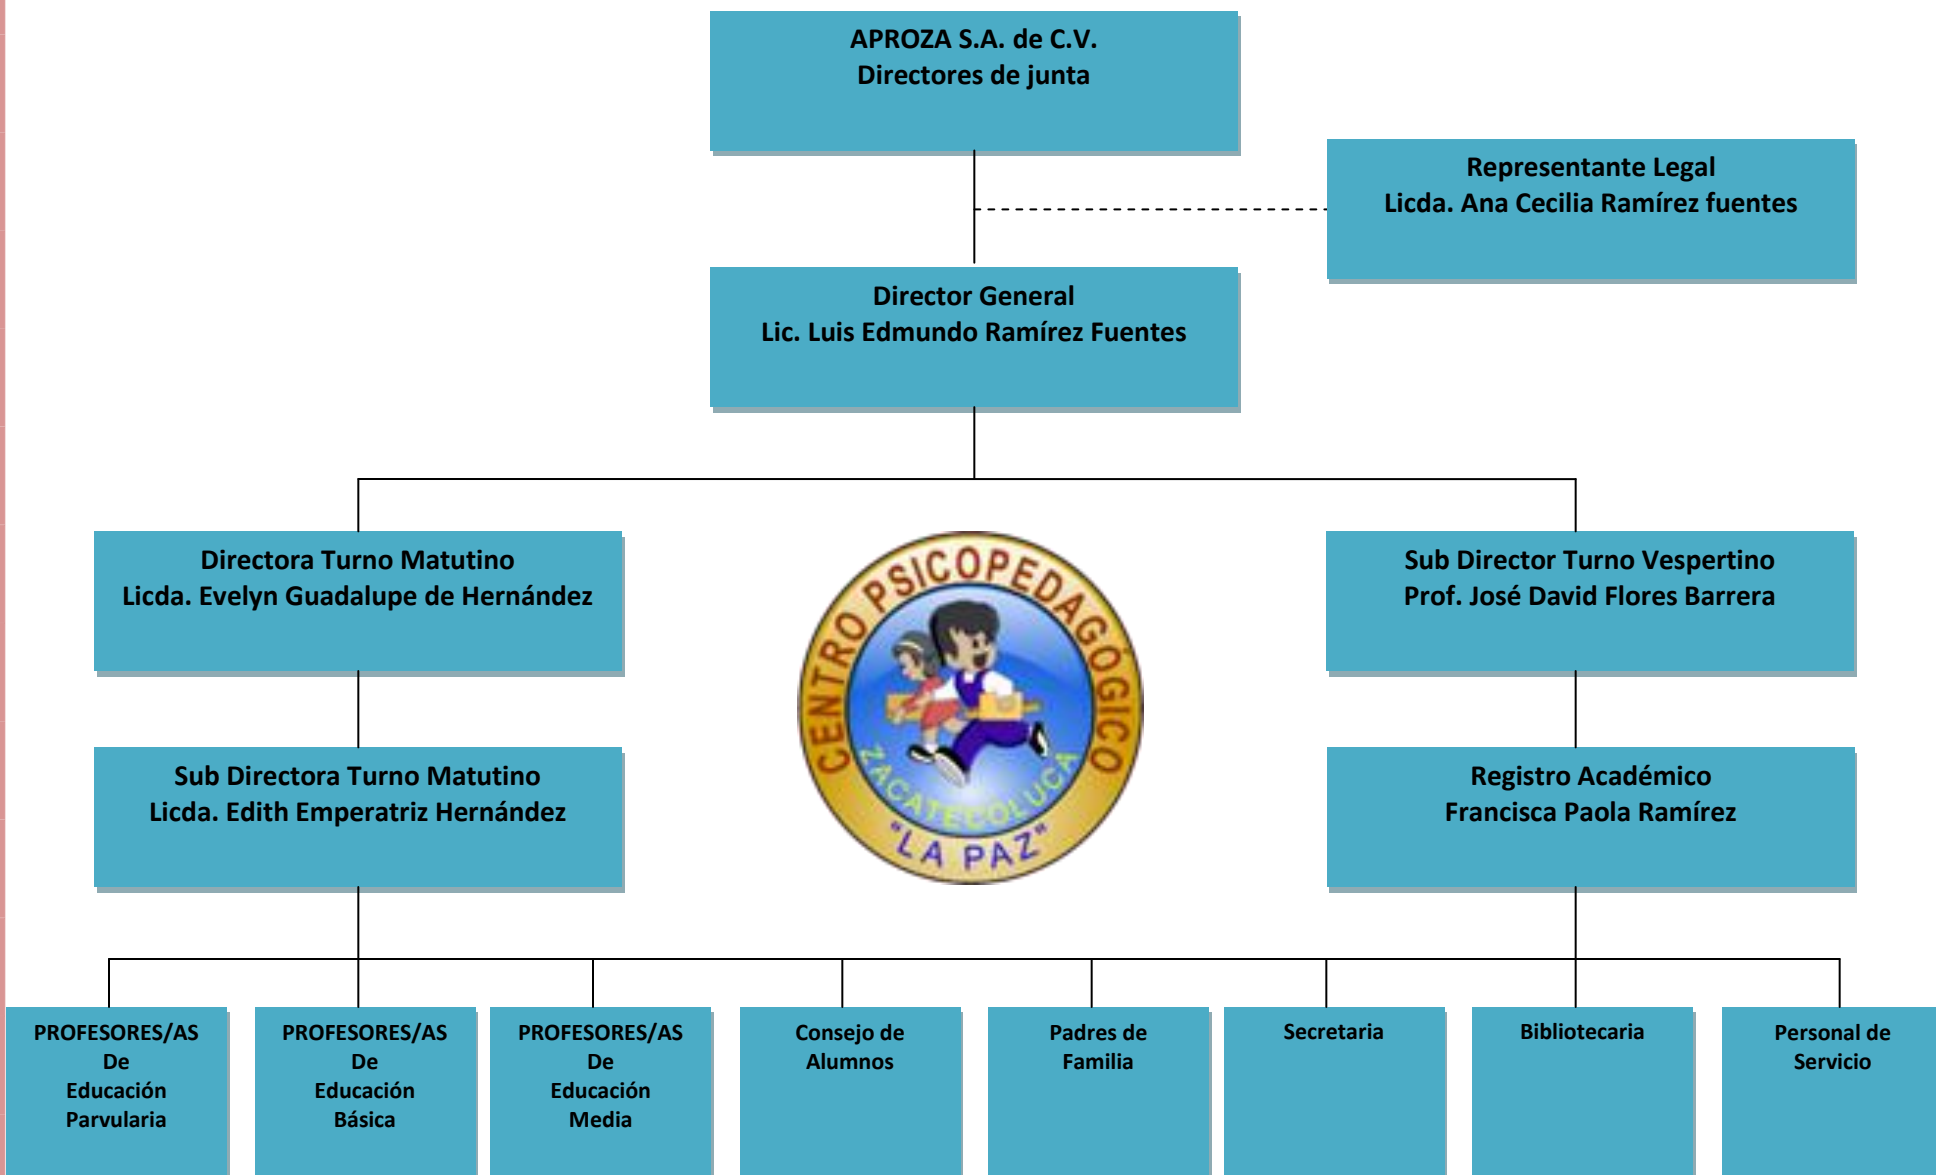 APROZA S.A. de C.V.
Directores de junta
Representante Legal
Licda. Ana Cecilia Ramírez fuentes
Director General
Lic. Luis Edmundo Ramírez Fuentes
Directora Turno Matutino
Licda. Evelyn Guadalupe de Hernández
CENTRO PSICOPEDAGÓGICO
ZACATECOLUCA
"LA PAZ"
Sub Director Turno Vespertino
Prof. José David Flores Barrera
Sub Directora Turno Matutino
Licda. Edith Emperatriz Hernández
Registro Académico
Francisca Paola Ramírez
PROFESORES/AS
De
Educación
Parvularia
PROFESORES/AS
De
Educación
Básica
PROFESORES/AS
De
Educación
Media
Consejo de
Alumnos
Padres de
Familia
Secretaria
Bibliotecaria
Personal de
Servicio